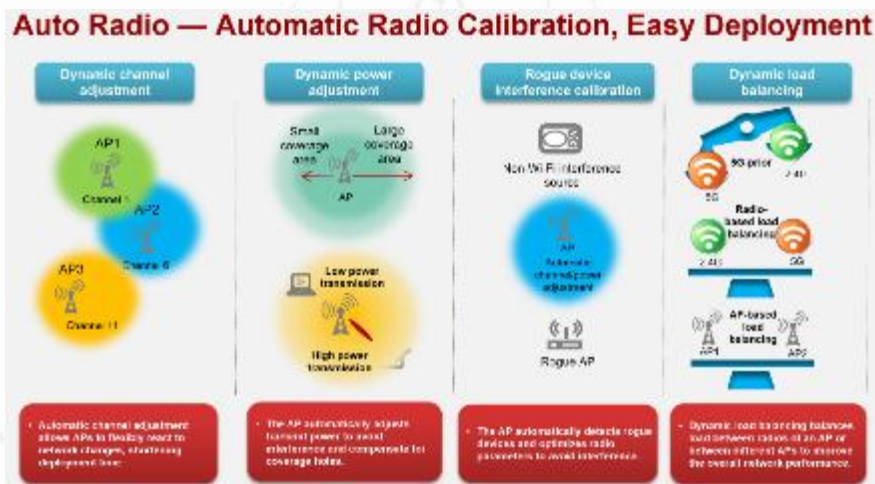 Auto Radio — Automatic Radio Calibration, Easy Deployment
Dynamic channel
adjustment
AP1
Channel 1
AP2
Channel 6
AP3
Channel 11
• Automatic channel adjustment
allows APs to flexibly react to
network changes, shortening
deployment time.
Dynamic power
adjustment
Small
coverage
area
Large
coverage
area
AP
Low power
transmission
High power
transmission
• The AP automatically adjusts
transmit power to avoid
interference and compensate for
coverage holes.
Rogue device
interference calibration
Non-Wi-Fi interference
source
AP
Automatic
channel/power
adjustment
Rogue AP
• The AP automatically detects rogue
devices and optimizes radio
parameters to avoid interference.
Dynamic load
balancing
5G-prior
5G
2.4G
Radio-
based load
balancing
2.4G
5G
AP-based
load
balancing
AP1
AP2
• Dynamic load balancing balances
load between radios of an AP or
between different APs to improve
the overall network performance.